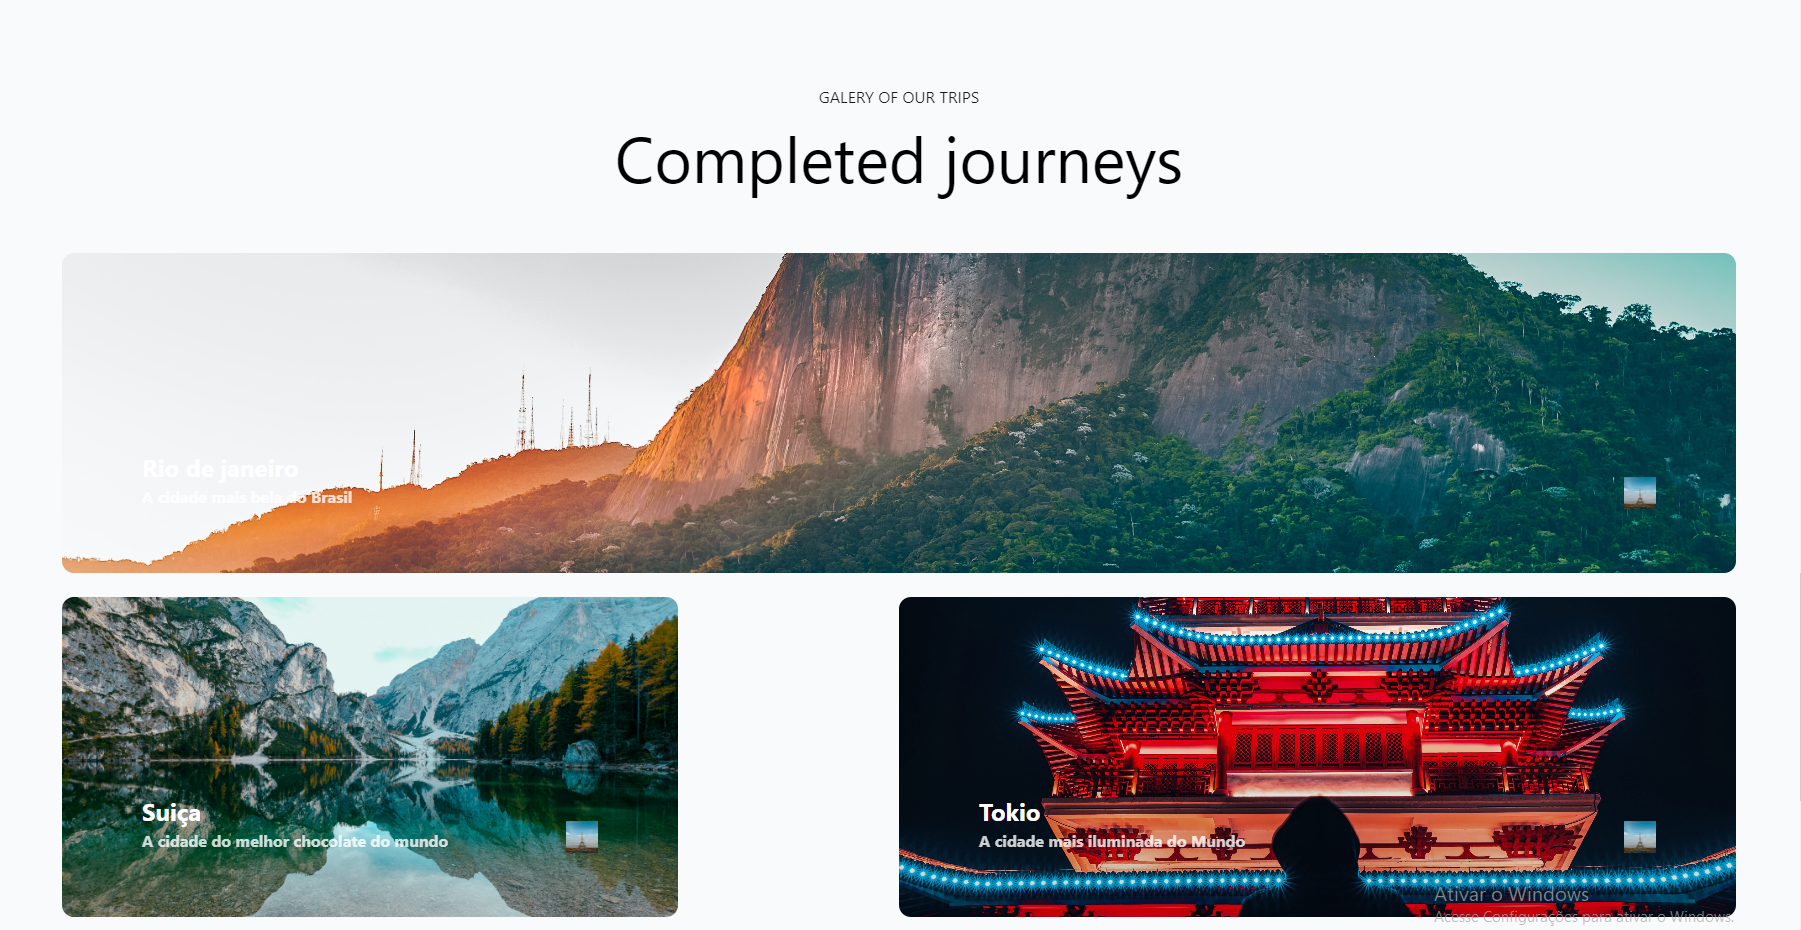 GALERY OF OUR TRIPS
Completed journeys
Rio de janeiro
A cidade mais bela do Brasil
Suiça
A cidade do melhor chocolate do mundo
Tokio
A cidade mais iluminada do Mundo
Ativar o Windows
Acesse Configurações para ativar o Windows.